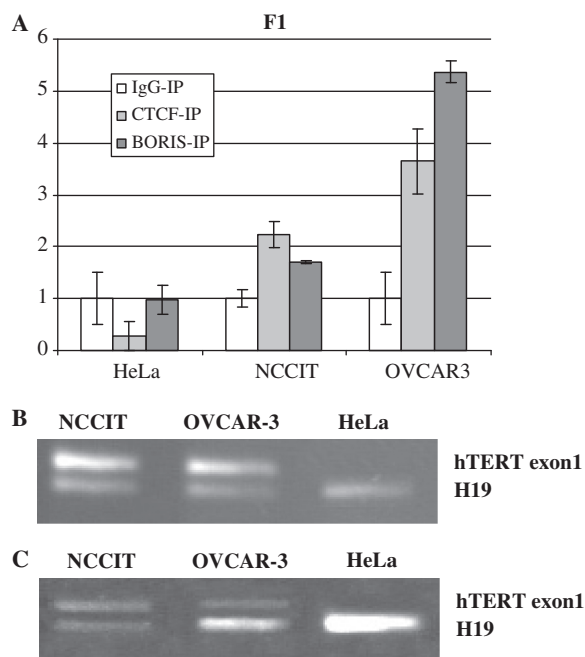 A
F1
6
5
4
3
2
1
0
IgG-IP
CTCF-IP
BORIS-IP
HeLa NCCIT OVCAR3
B
NCCIT OVCAR-3 HeLa
hTERT exon1
H19
C
NCCIT OVCAR-3 HeLa
hTERT exon1
H19